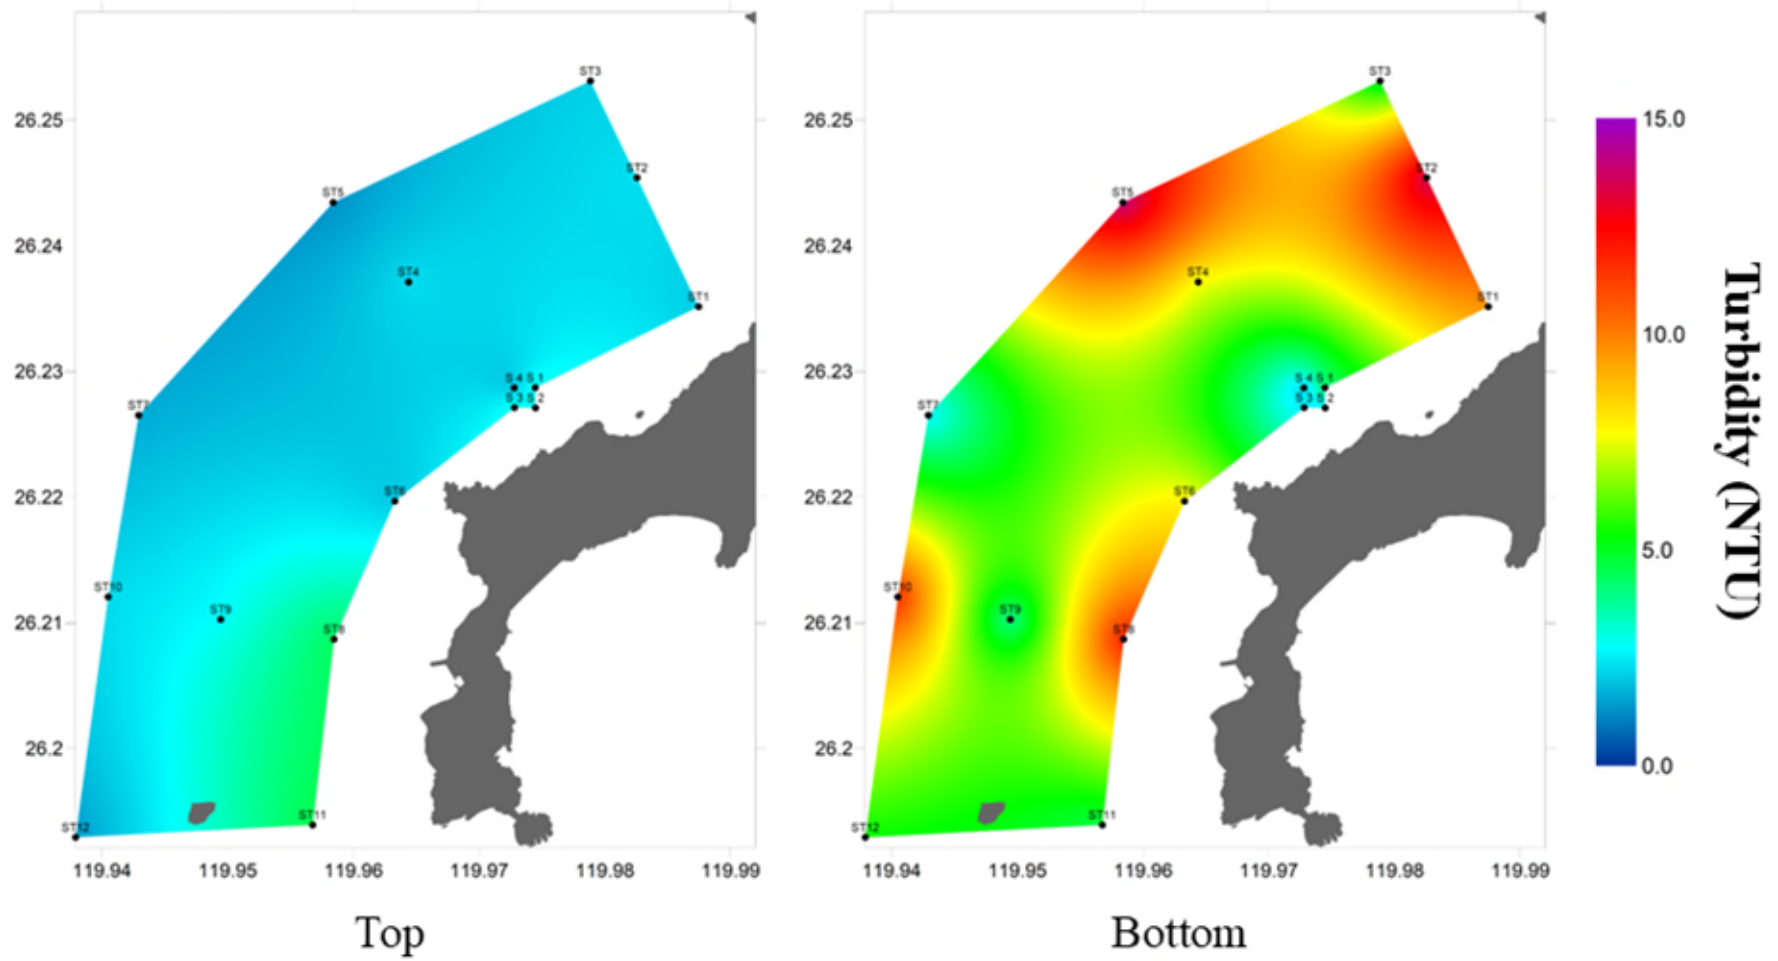 ST3
26.25
ST2
ST5
26.24
ST4
ST1
26.23
S 4 S 1
S 3 S 2
ST7
26.22
ST6
ST10
ST9
26.21
ST8
26.2
ST11
ST12
119.94 119.95 119.96 119.97 119.98 119.99
Top
ST3
26.25
ST2
ST5
26.24
ST4
ST1
26.23
S 4 S 1
S 3 S 2
ST7
26.22
ST6
ST10
ST9
26.21
ST8
26.2
ST11
ST12
119.94 119.95 119.96 119.97 119.98 119.99
Bottom
15.0
10.0
5.0
0.0
Turbidity (NTU)